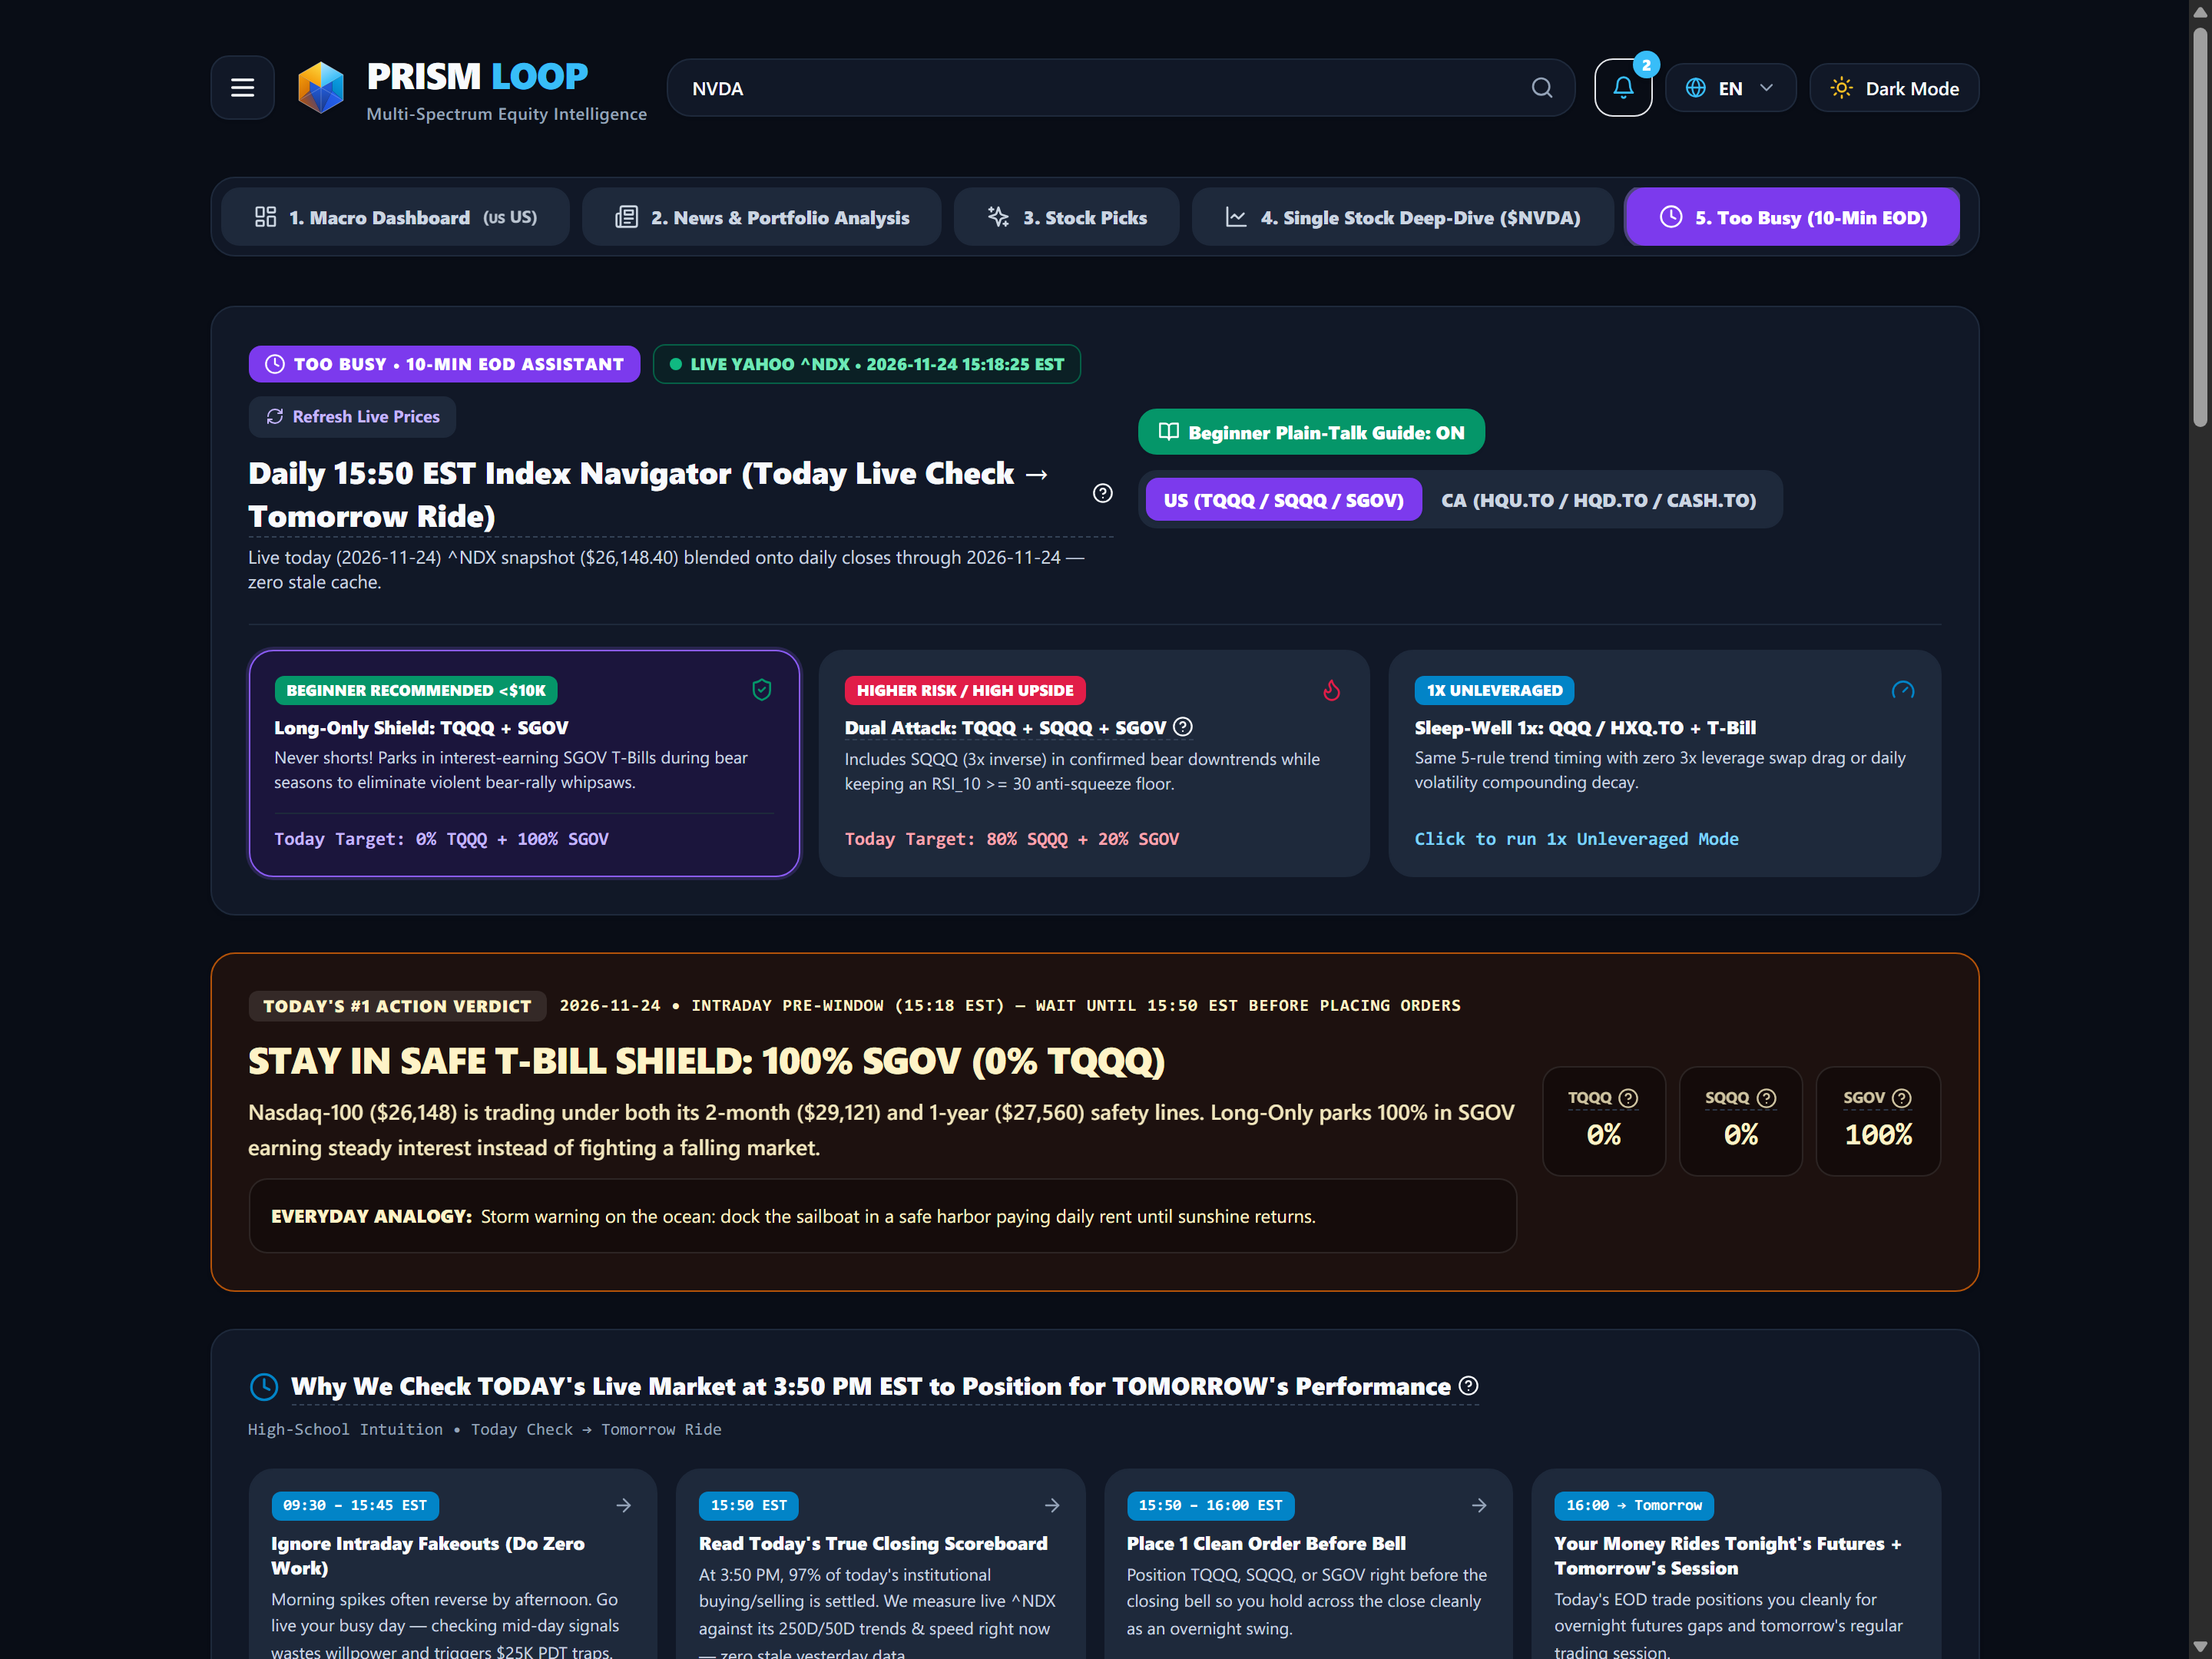 PRISM LOOP
Multi-Spectrum Equity Intelligence
NVDA
2
EN
Dark Mode
1. Macro Dashboard (us US)
2. News & Portfolio Analysis
3. Stock Picks
4. Single Stock Deep-Dive ($NVDA)
5. Too Busy (10-Min EOD)
TOO BUSY • 10-MIN EOD ASSISTANT
LIVE YAHOO ^NDX • 2026-11-24 15:18:25 EST
Refresh Live Prices
Daily 15:50 EST Index Navigator (Today Live Check →
Tomorrow Ride)
Live today (2026-11-24) ^NDX snapshot ($26,148.40) blended onto daily closes through 2026-11-24 —
zero stale cache.
Beginner Plain-Talk Guide: ON
US (TQQQ / SQQQ / SGOV)
CA (HQU.TO / HQD.TO / CASH.TO)
BEGINNER RECOMMENDED <$10K
Long-Only Shield: TQQQ + SGOV
Never shorts! Parks in interest-earning SGOV T-Bills during bear
seasons to eliminate violent bear-rally whipsaws.
Today Target: 0% TQQQ + 100% SGOV
HIGHER RISK / HIGH UPSIDE
Dual Attack: TQQQ + SQQQ + SGOV
Includes SQQQ (3x inverse) in confirmed bear downtrends while
keeping an RSI_10 >= 30 anti-squeeze floor.
Today Target: 80% SQQQ + 20% SGOV
1X UNLEVERAGED
Sleep-Well 1x: QQQ / HXQ.TO + T-Bill
Same 5-rule trend timing with zero 3x leverage swap drag or daily
volatility compounding decay.
Click to run 1x Unleveraged Mode
TODAY'S #1 ACTION VERDICT
2026-11-24 • INTRADAY PRE-WINDOW (15:18 EST) — WAIT UNTIL 15:50 EST BEFORE PLACING ORDERS
STAY IN SAFE T-BILL SHIELD: 100% SGOV (0% TQQQ)
Nasdaq-100 ($26,148) is trading under both its 2-month ($29,121) and 1-year ($27,560) safety lines. Long-Only parks 100% in SGOV
earning steady interest instead of fighting a falling market.
EVERYDAY ANALOGY: Storm warning on the ocean: dock the sailboat in a safe harbor paying daily rent until sunshine returns.
TQQQ
0%
SQQQ
0%
SGOV
100%
Why We Check TODAY's Live Market at 3:50 PM EST to Position for TOMORROW's Performance
High-School Intuition • Today Check → Tomorrow Ride
09:30 – 15:45 EST
Ignore Intraday Fakeouts (Do Zero
Work)
Morning spikes often reverse by afternoon. Go
live your busy day — checking mid-day signals
wastes willpower and triggers $25K PDT traps.
15:50 EST
Read Today's True Closing Scoreboard
At 3:50 PM, 97% of today's institutional
buying/selling is settled. We measure live ^NDX
against its 250D/50D trends & speed right now
— zero stale yesterday data.
15:50 – 16:00 EST
Place 1 Clean Order Before Bell
Position TQQQ, SQQQ, or SGOV right before the
closing bell so you hold across the close cleanly
as an overnight swing.
16:00 → Tomorrow
Your Money Rides Tonight's Futures +
Tomorrow's Session
Today's EOD trade positions you cleanly for
overnight futures gaps and tomorrow's regular
trading session.